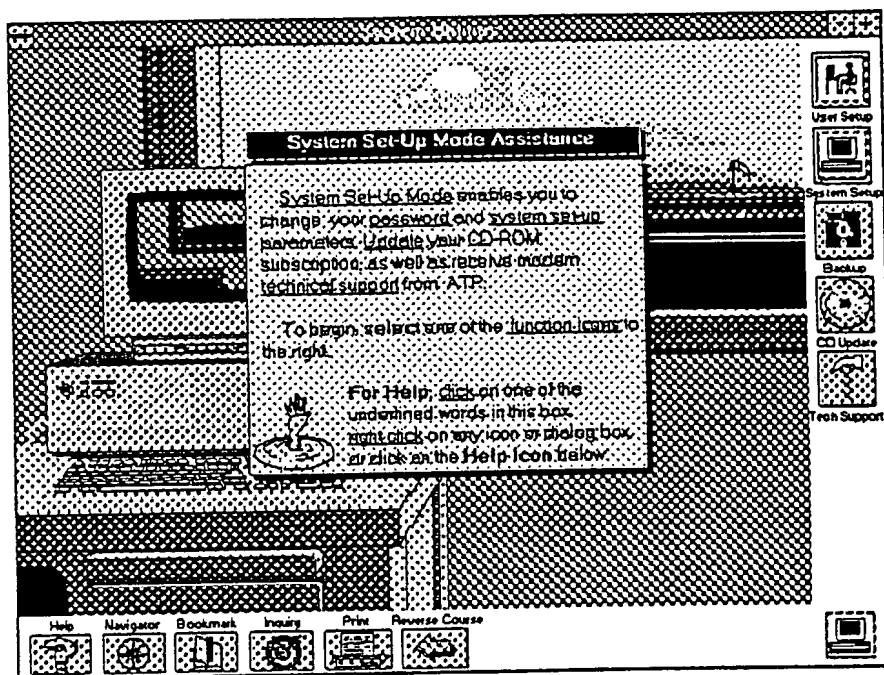 System Utilities
System Set-Up Mode Assistance
System Set-Up Mode enables you to
change your password and system set-up
parameters. Update your CD-ROM
subscription, as well as receive modem
technical support from ATP.
To begin, select one of the function icons to
the right.
For Help, click on one of the
underlined words in this box,
right click on any icon or dialog box,
or click on the Help Icon below.
User Setup
System Setup
Backup
CD Update
Tech Support
Help Navigator Bookmark Inquire Print Reverse Course